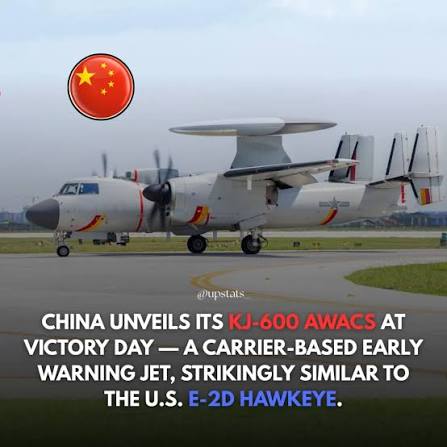 @upstats
CHINA UNVEILS ITS KJ-600 AWACS AT
VICTORY DAY — A CARRIER-BASED EARLY
WARNING JET, STRIKINGLY SIMILAR TO
THE U.S. E-2D HAWKEYE.